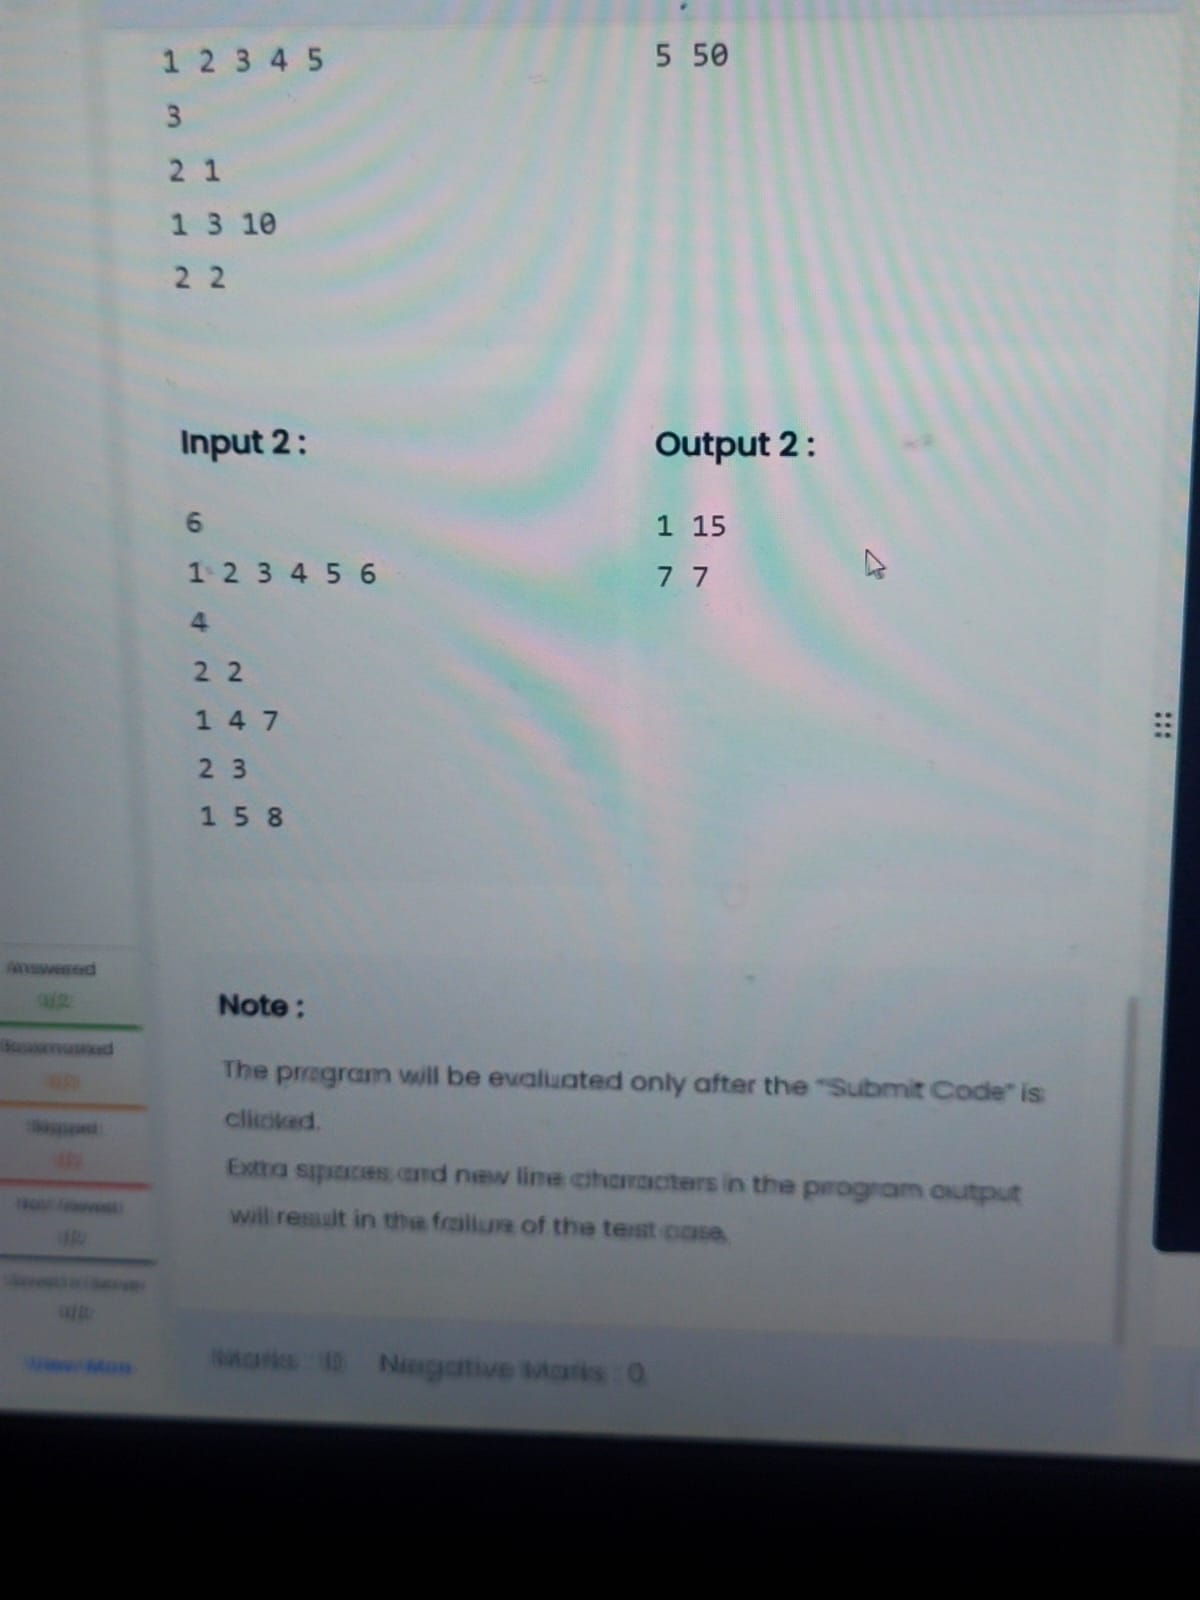 1 2 3 4 5
5 50
3
2 1
1 3 10
2 2
Input 2 :
Output 2 :
6
1 15
1 2 3 4 5 6
7 7
4
2 2
1 4 7
2 3
1 5 8
Answered
Note :
The program will be evaluated only after the "Submit Code" is
clicked.
Extra spaces and new line characters in the program output
will result in the failure of the test case.
Marks :
Negative Marks : 0